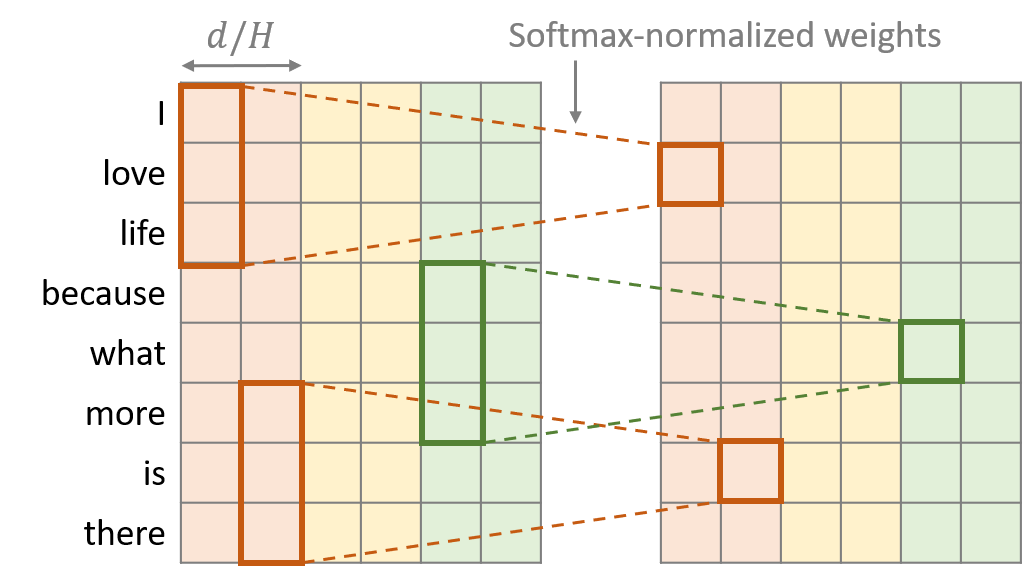 d/H
Softmax-normalized weights
I
love
life
because
what
more
is
there